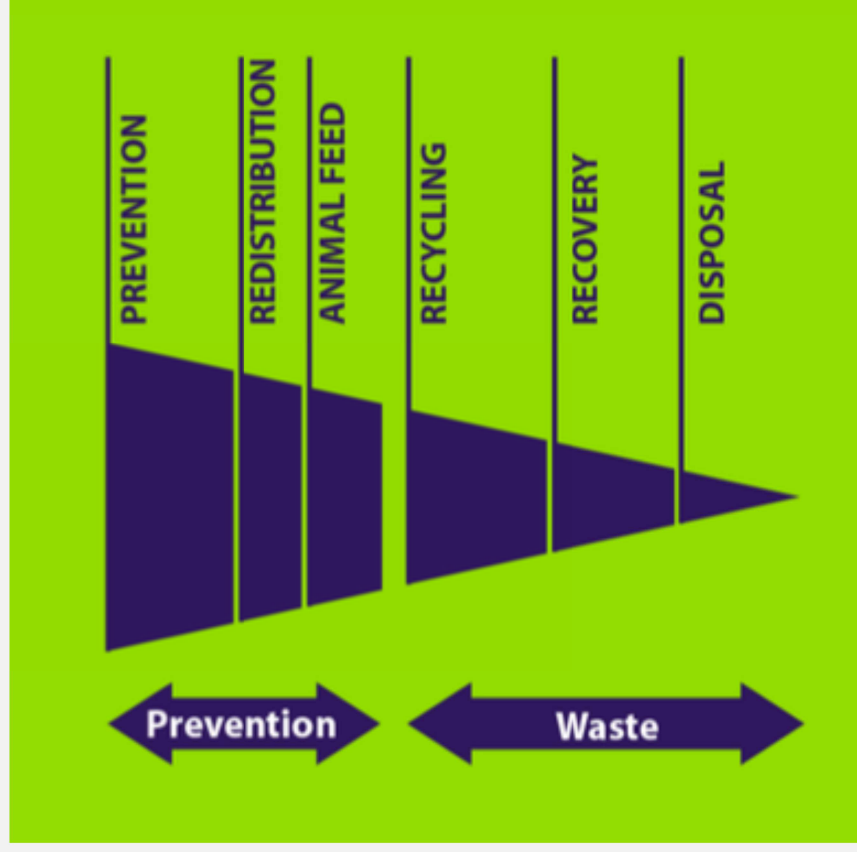 PREVENTION
REDISTRIBUTION
ANIMAL FEED
RECYCLING
RECOVERY
DISPOSAL
Prevention
Waste